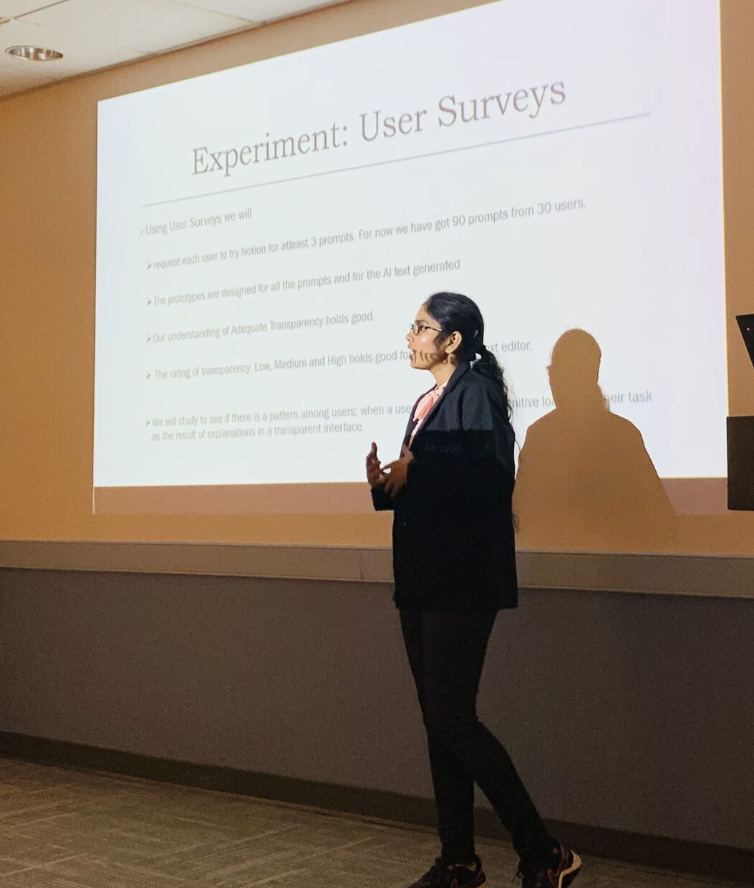 Experiment: User Surveys
Using User Surveys we will
request each user to try Notion for atleast 3 prompts. For now we have got 90 prompts from 30 users.
The prototypes are designed for all the prompts and for the AI text generated
Our understanding of Adequate Transparency holds good.
The rating of transparency: Low, Medium and High holds good editor.
We will study to see if there is a pattern among users; when a task
as the result of explanations in a transparent interface.